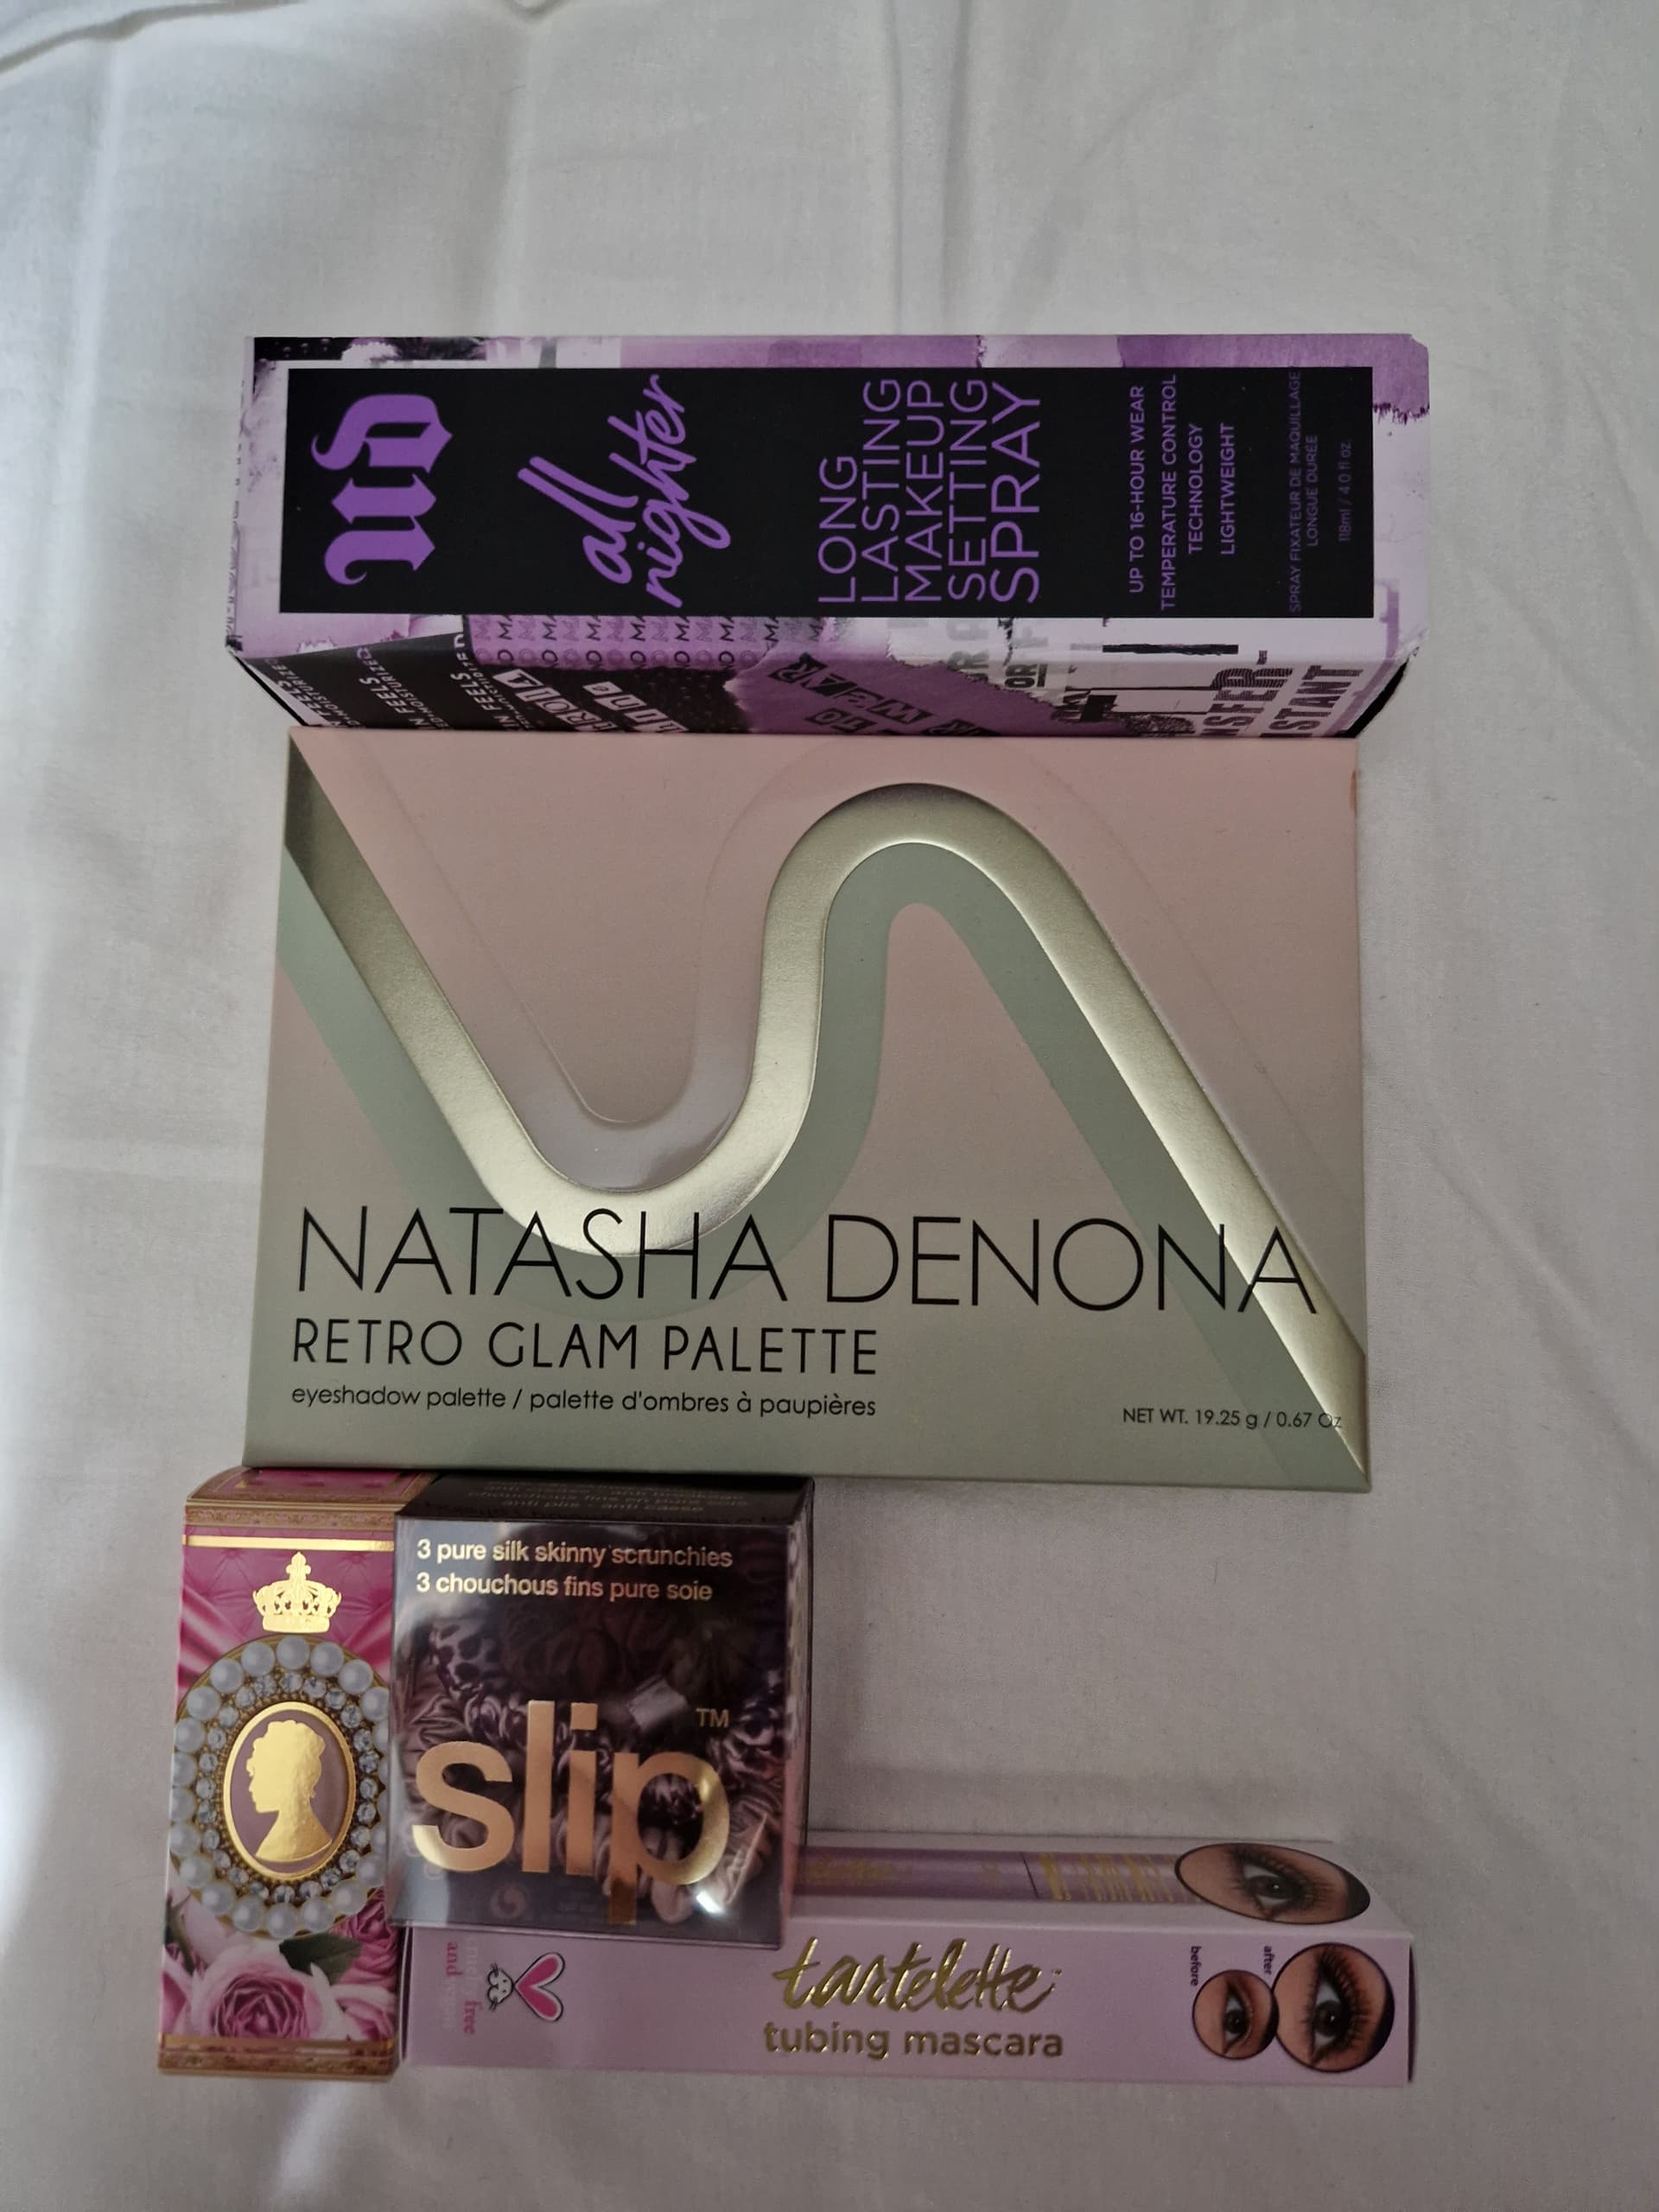 UD
all
nighter
LONG
LASTING
MAKEUP
SETTING
SPRAY
UP TO 16-HOUR WEAR
TEMPERATURE CONTROL
TECHNOLOGY
LIGHTWEIGHT
SPRAY FIXATEUR DE MAQUILLAGE
LONGUE DURÉE
118ml / 4.0 fl oz
NATASHA DENONA
RETRO GLAM PALETTE
eyeshadow palette / palette d'ombres à paupières
NET WT. 19.25 g / 0.67 Oz
3 pure silk skinny scrunchies
3 chouchous fins pure soie
slip™
tartelette™
tubing mascara
before
after
and
free